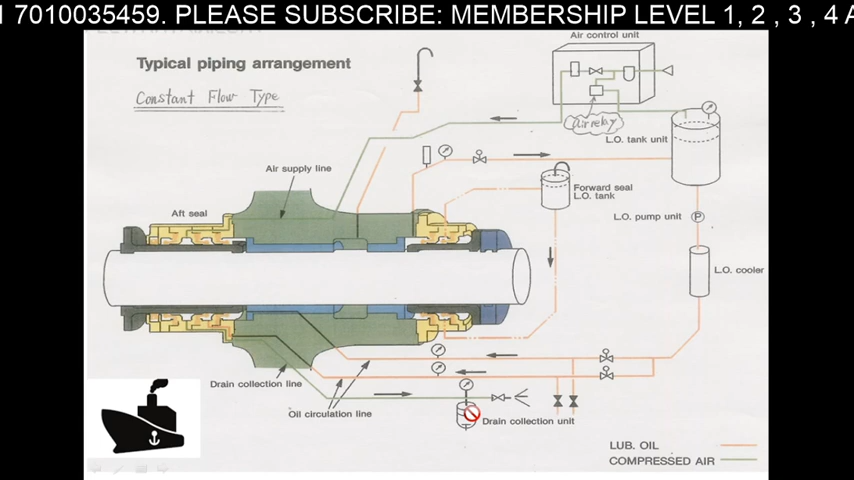 7010035459. PLEASE SUBSCRIBE: MEMBERSHIP LEVEL 1, 2 , 3 , 4
Typical piping arrangement
Constant Flow Type
Air control unit
Air relay
L.O. tank unit
Air supply line
Forward seal
L.O. tank
Aft seal
L.O. pump unit
P
L.O. cooler
Drain collection line
Oil circulation line
Drain collection unit
LUB. OIL
COMPRESSED AIR